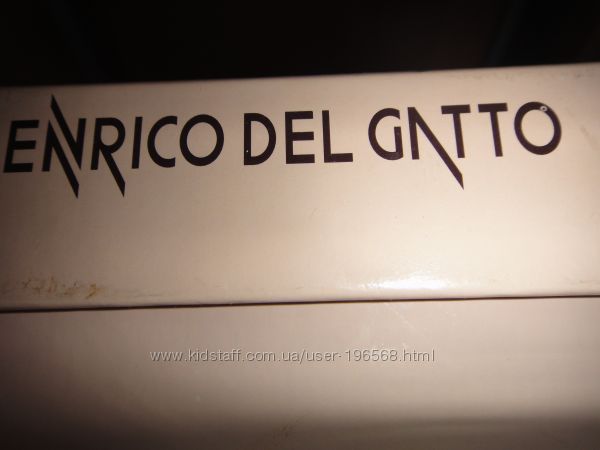 ENRICO DEL GATTO
www.kidstaff.com.ua/user-196568.html